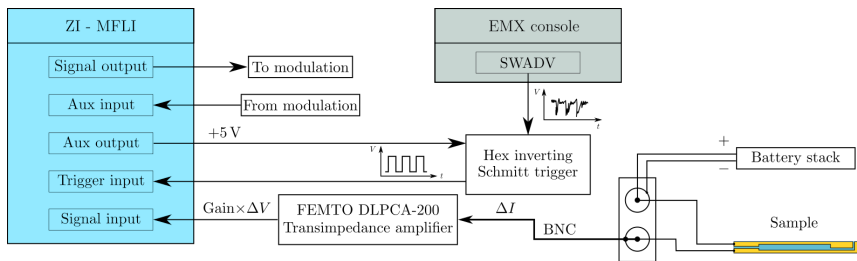 ZI - MFLI
Signal output
Aux input
Aux output
Trigger input
Signal input
To modulation
From modulation
+5 V
V
t
Gain×ΔV
FEMTO DLPCA-200
Transimpedance amplifier
EMX console
SWADV
V
t
Hex inverting
Schmitt trigger
ΔI
BNC
+
−
Battery stack
Sample